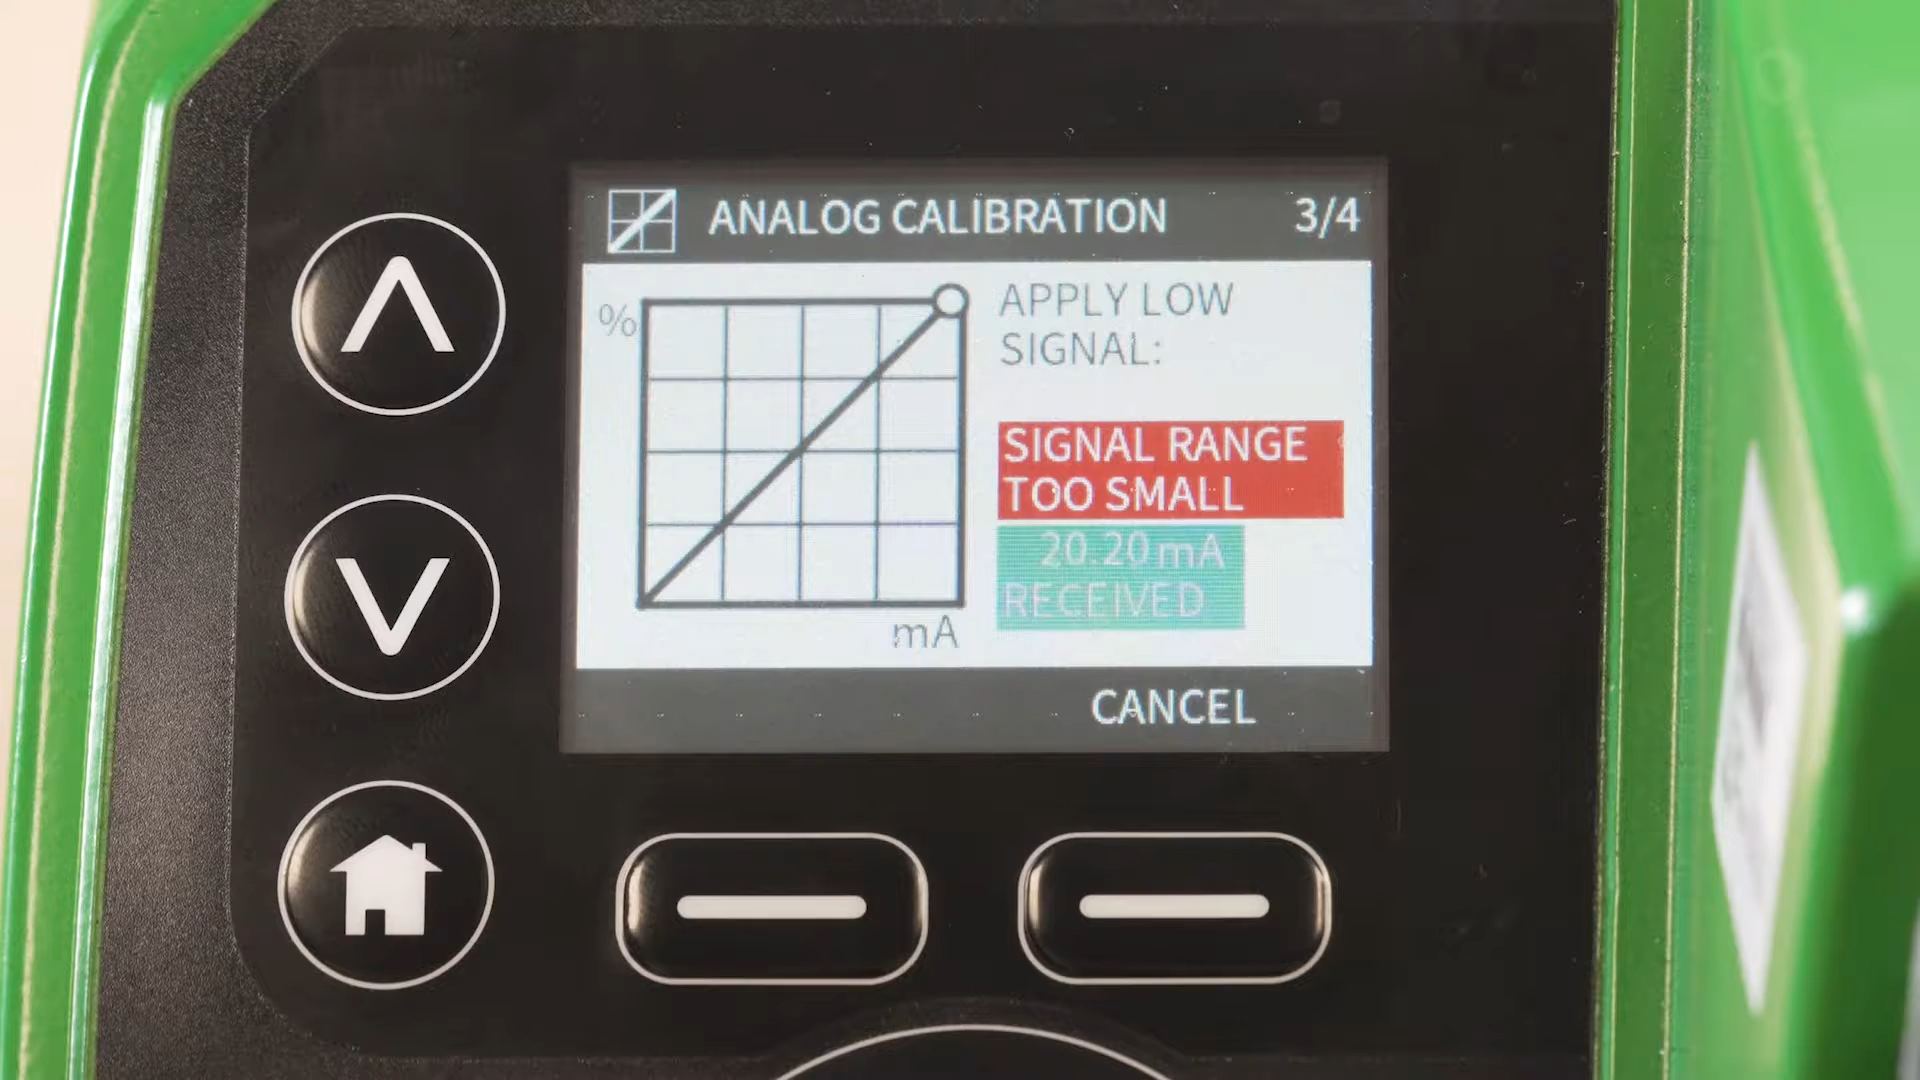 ANALOG CALIBRATION 3/4
%
APPLY LOW
SIGNAL:
SIGNAL RANGE
TOO SMALL
20.20 mA
RECEIVED
mA
CANCEL